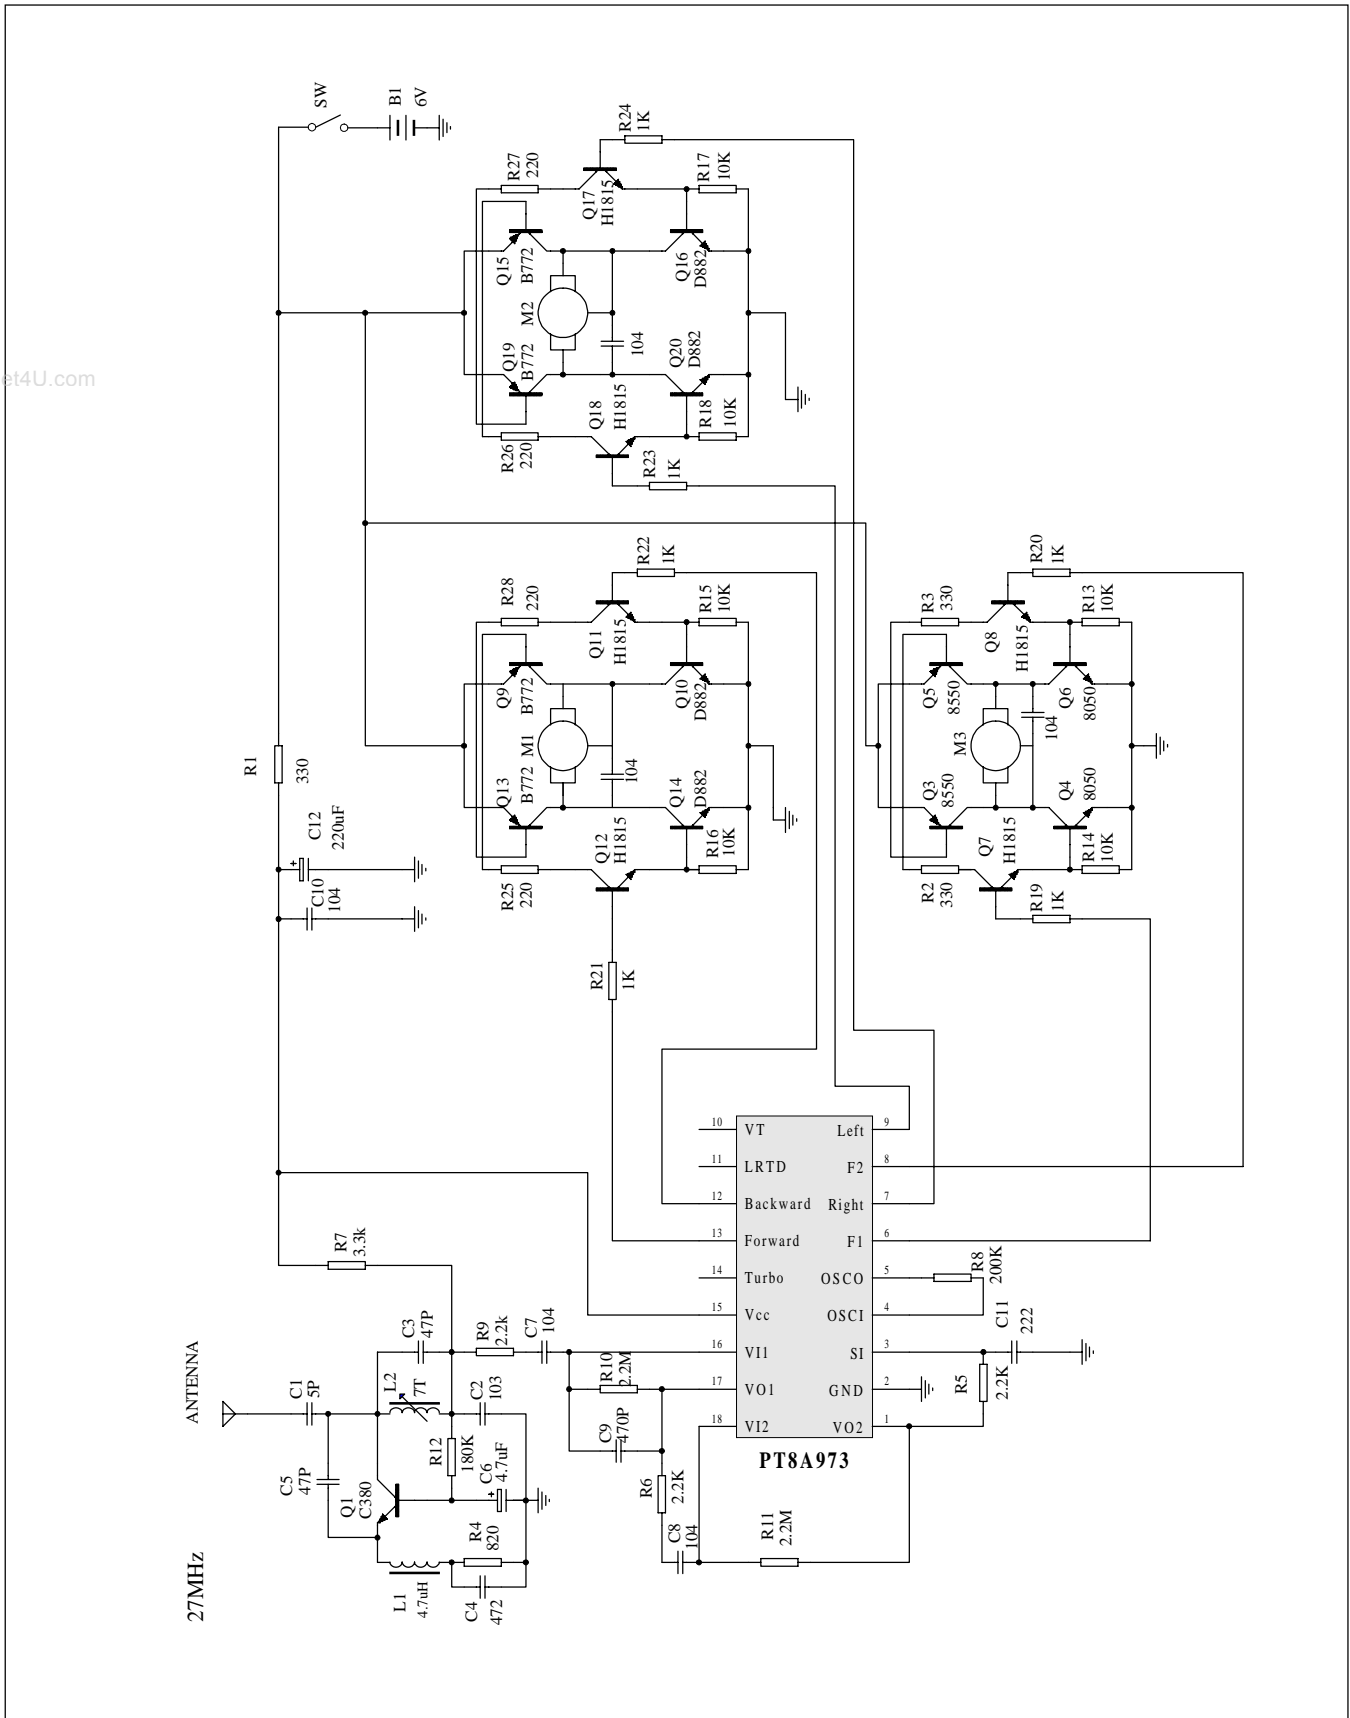 SW
B1
6V
R24
1K
R27
220
Q17
H1815
R17
10K
Q15
B772
Q16
D882
M2
104
Q19
B772
Q20
D882
Q18
H1815
R18
10K
R26
220
R23
1K
et4U.com
R22
1K
R28
220
Q11
H1815
R15
10K
Q9
B772
Q10
D882
M1
104
Q13
B772
Q14
D882
Q12
H1815
R16
10K
R25
220
R21
1K
R20
1K
R3
330
Q8
H1815
R13
10K
Q5
8550
Q6
8050
M3
104
Q3
8550
Q4
8050
Q7
H1815
R14
10K
R2
330
R19
1K
R1
330
C12
220uF
+
C10
104
10 VT Left 9
11 LRTD F2 8
12 Backward Right 7
13 Forward F1 6
14 Turbo OSCO 5
15 Vcc OSCI 4
16 VI1 SI 3
17 VO1 GND 2
18 VI2 VO2 1
PT8A973
R8
200K
C11
222
R5
2.2K
R7
3.3k
C3
47P
R9
2.2k
C7
104
R10
2.2M
C9
470P
R6
2.2K
C8
104
R11
2.2M
ANTENNA
C1
5P
L2
7T
C2
103
R12
180K
C6
4.7uF
+
C5
47P
Q1
C380
R4
820
L1
4.7uH
C4
472
27MHz